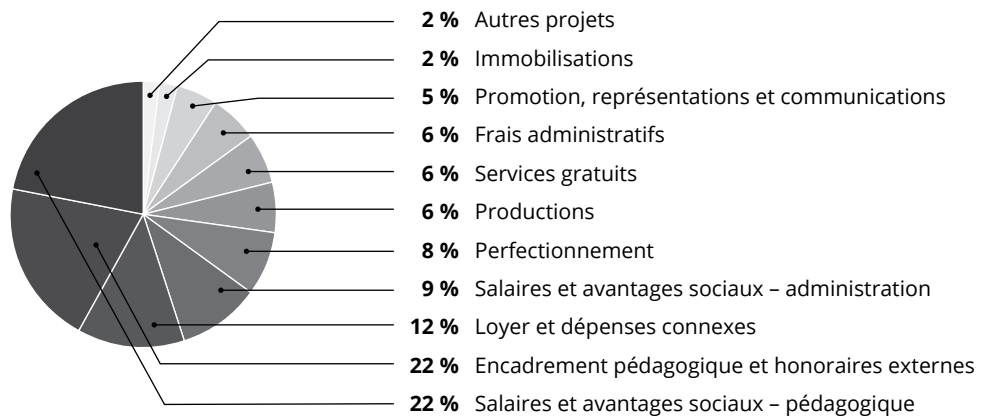 2 % Autres projets
2 % Immobilisations
5 % Promotion, représentations et communications
6 % Frais administratifs
6 % Services gratuits
6 % Productions
8 % Perfectionnement
9 % Salaires et avantages sociaux – administration
12 % Loyer et dépenses connexes
22 % Encadrement pédagogique et honoraires externes
22 % Salaires et avantages sociaux – pédagogique